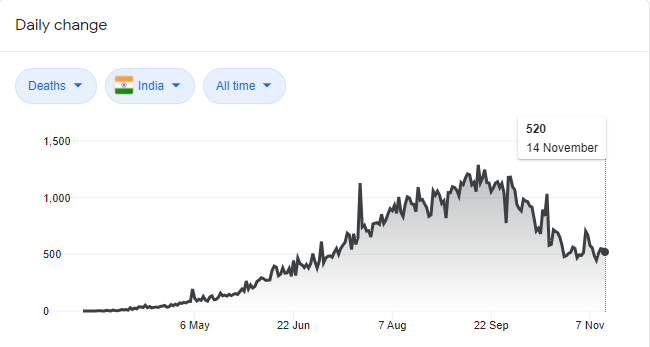 Daily change
Deaths
India
All time
520
14 November
1,500
1,000
500
0
6 May
22 Jun
7 Aug
22 Sep
7 Nov